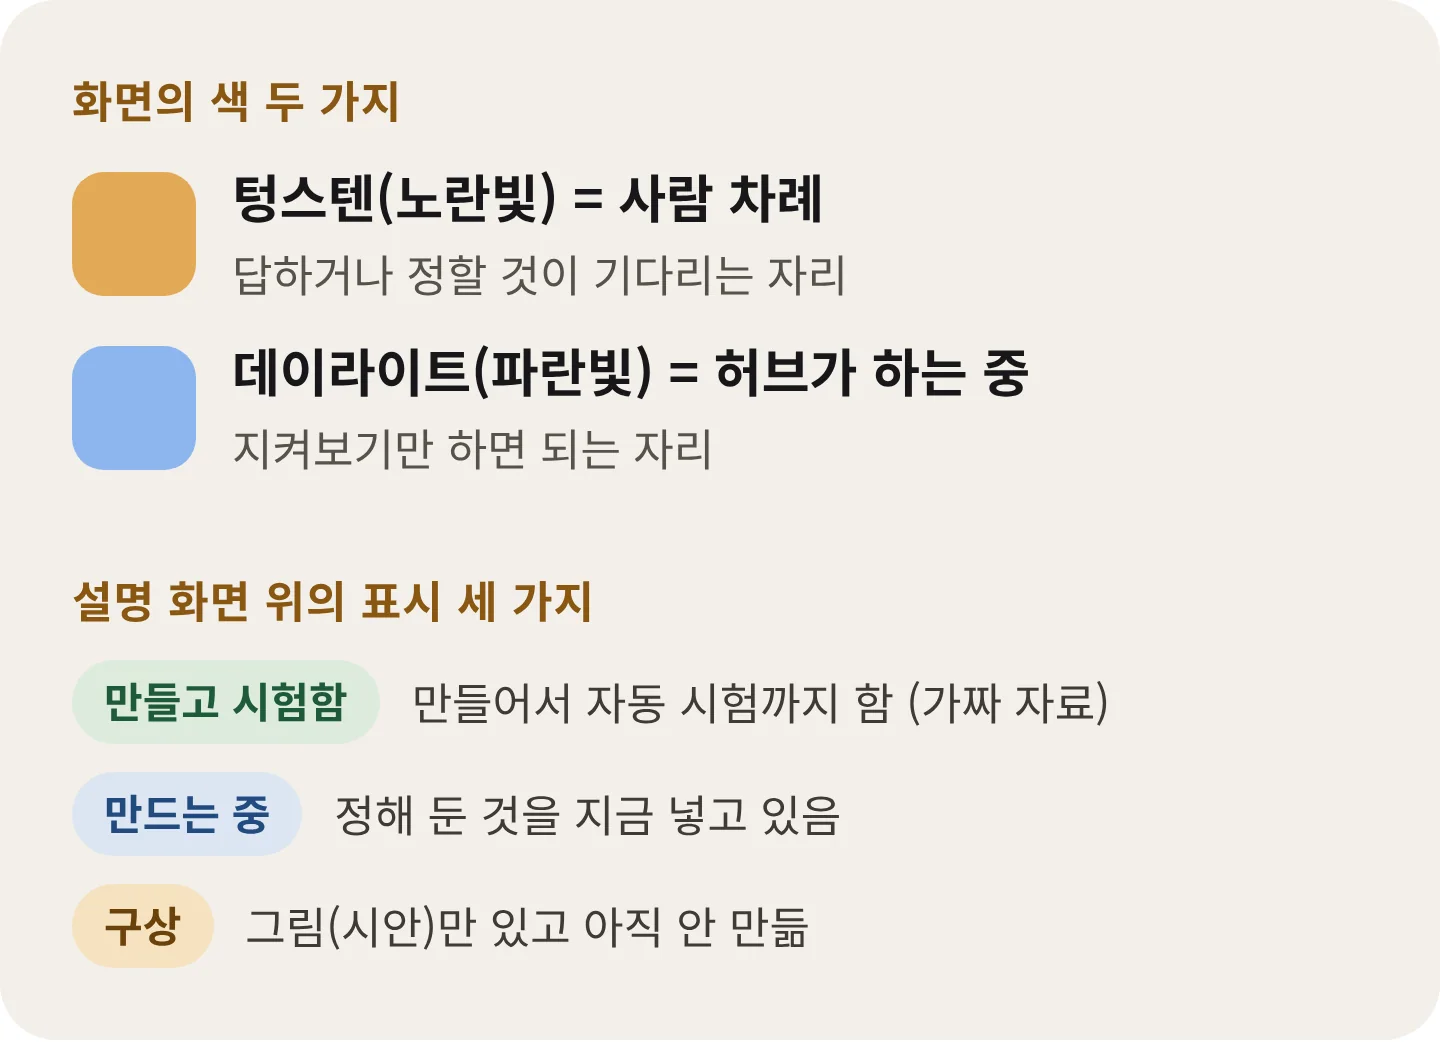 화면의 색 두 가지
텅스텐(노란빛) = 사람 차례
답하거나 정할 것이 기다리는 자리
데이라이트(파란빛) = 허브가 하는 중
지켜보기만 하면 되는 자리
설명 화면 위의 표시 세 가지
만들고 시험함 만들어서 자동 시험까지 함 (가짜 자료)
만드는 중 정해 둔 것을 지금 넣고 있음
구상 그림(시안)만 있고 아직 안 만듦